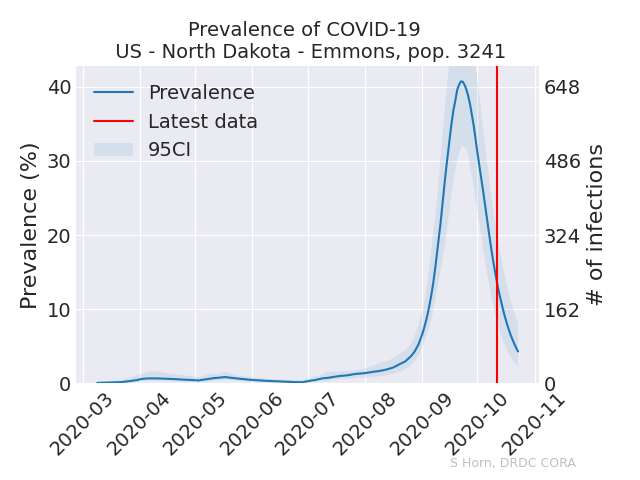 Prevalence of COVID-19
US - North Dakota - Emmons, pop. 3241
Prevalence
Latest data
95CI
Prevalence (%)
40
30
20
10
0
648
486
324
162
0
# of infections
2020-03
2020-04
2020-05
2020-06
2020-07
2020-08
2020-09
2020-10
2020-11
S Horn, DRDC CORA